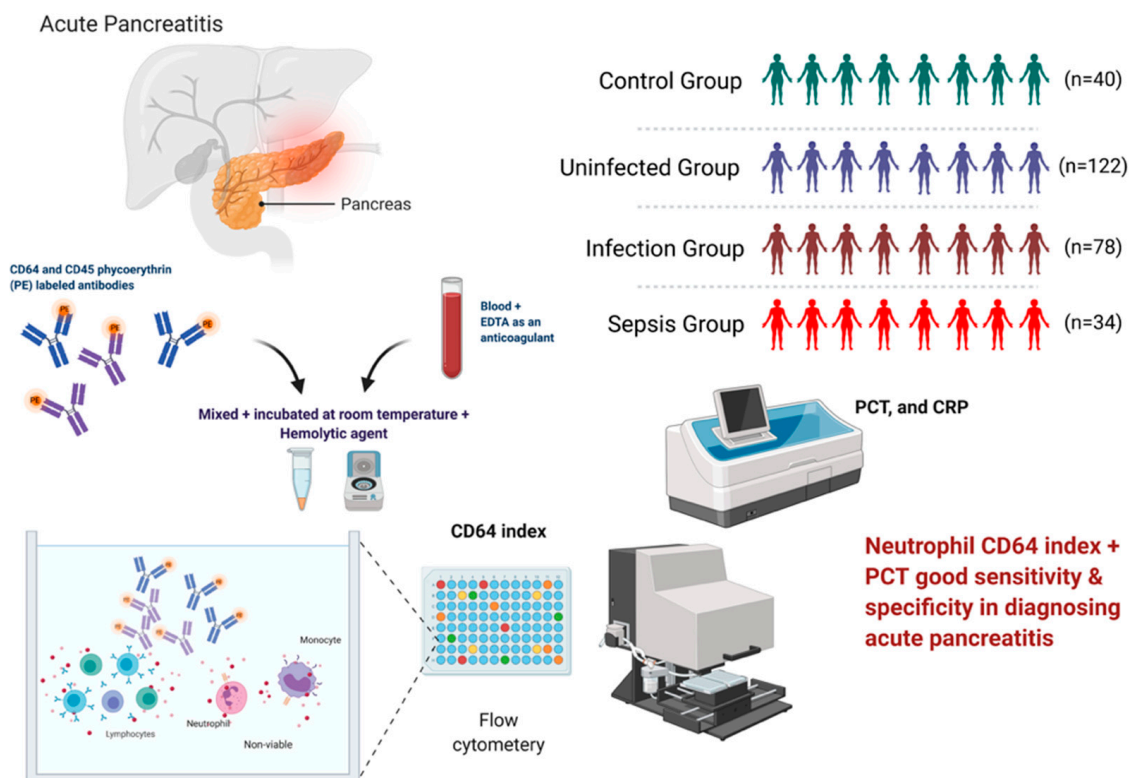 Acute Pancreatitis
Pancreas
CD64 and CD45 phycoerythrin
(PE) labeled antibodies
PE
PE
PE
PE
Blood +
EDTA as an
anticoagulant
Mixed + incubated at room temperature +
Hemolytic agent
Control Group (n=40)
Uninfected Group (n=122)
Infection Group (n=78)
Sepsis Group (n=34)
PCT, and CRP
CD64 index
Monocyte
Neutrophil
Lymphocytes
Non-viable
Flow
cytometery
Neutrophil CD64 index +
PCT good sensitivity &
specificity in diagnosing
acute pancreatitis